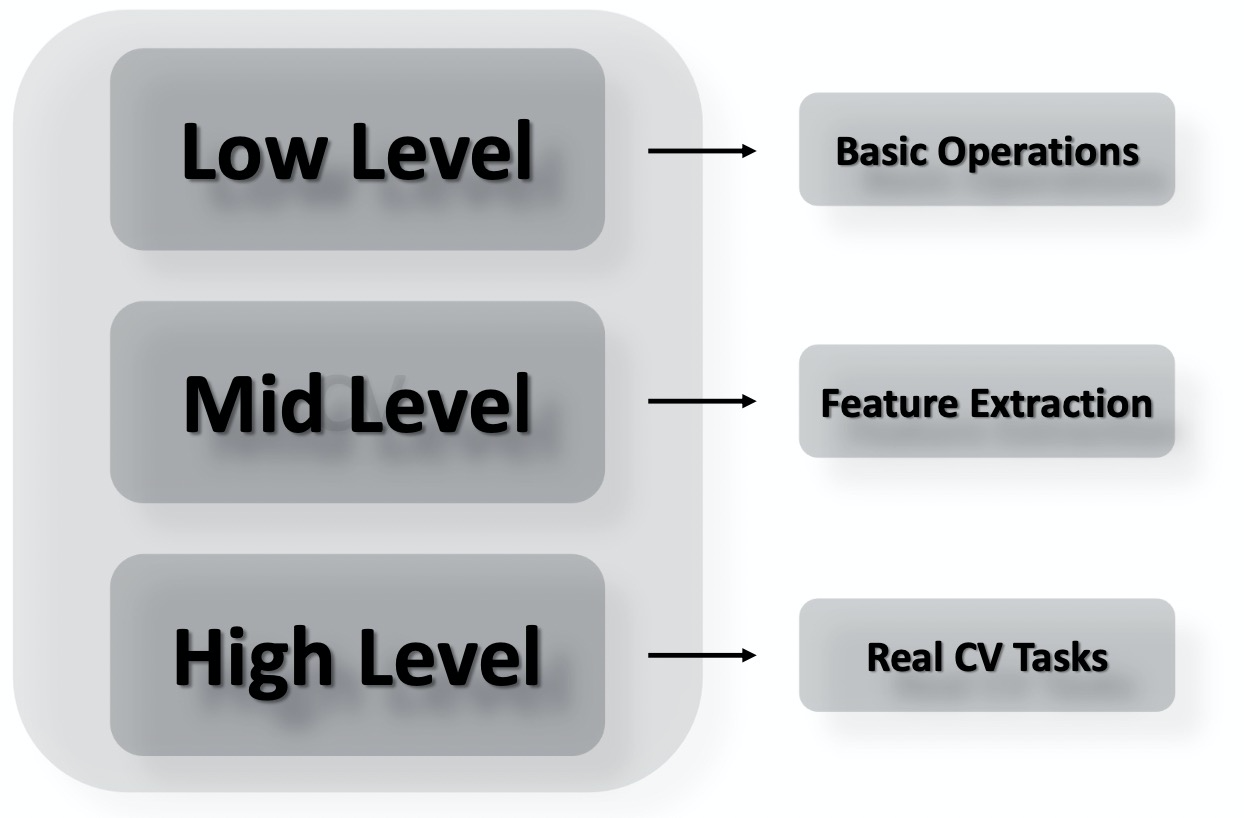 Low Level
Basic Operations
Mid Level
Feature Extraction
High Level
Real CV Tasks